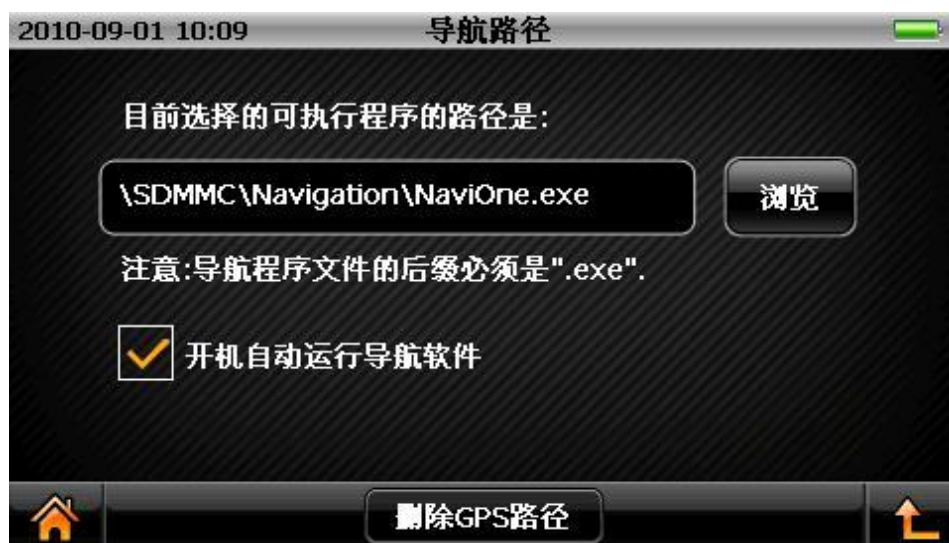 2010-09-01 10:09 导航路径
目前选择的可执行程序的路径是:
\SDMMC\Navigation\NaviOne.exe 浏览
注意:导航程序文件的后缀必须是".exe".
开机自动运行导航软件
删除GPS路径